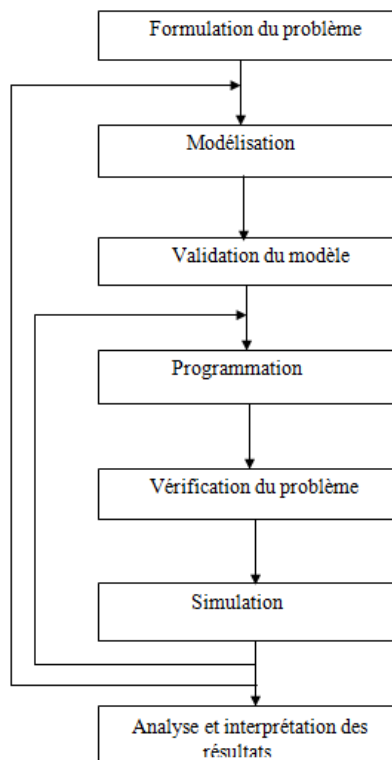 Formulation du problème
Modélisation
Validation du modèle
Programmation
Vérification du problème
Simulation
Analyse et interprétation des
résultats